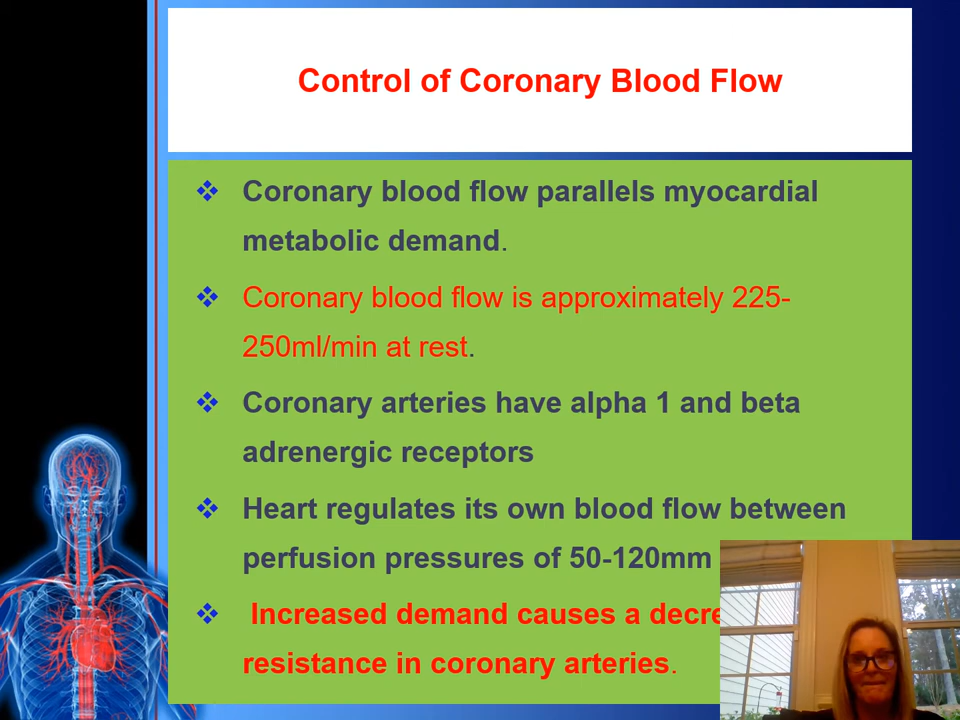 Control of Coronary Blood Flow
❖ Coronary blood flow parallels myocardial
metabolic demand.
❖ Coronary blood flow is approximately 225-
250ml/min at rest.
❖ Coronary arteries have alpha 1 and beta
adrenergic receptors
❖ Heart regulates its own blood flow between
perfusion pressures of 50-120mm
❖ Increased demand causes a
resistance in coronary arteries.